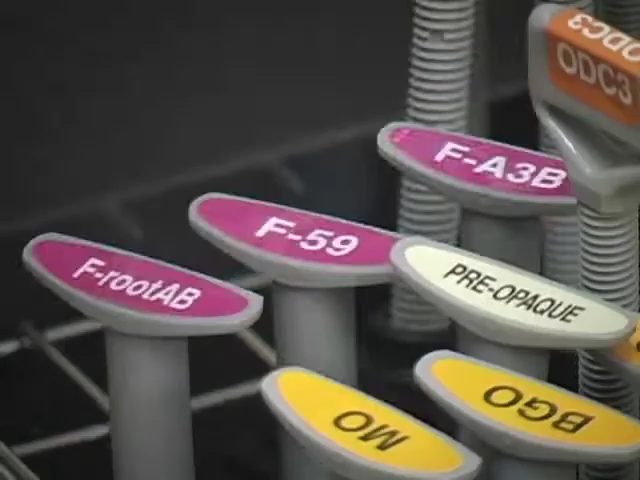 ODC3
ODC3
F-A3B
F-59
PRE-OPAQUE
F-rootAB
BGO
MO